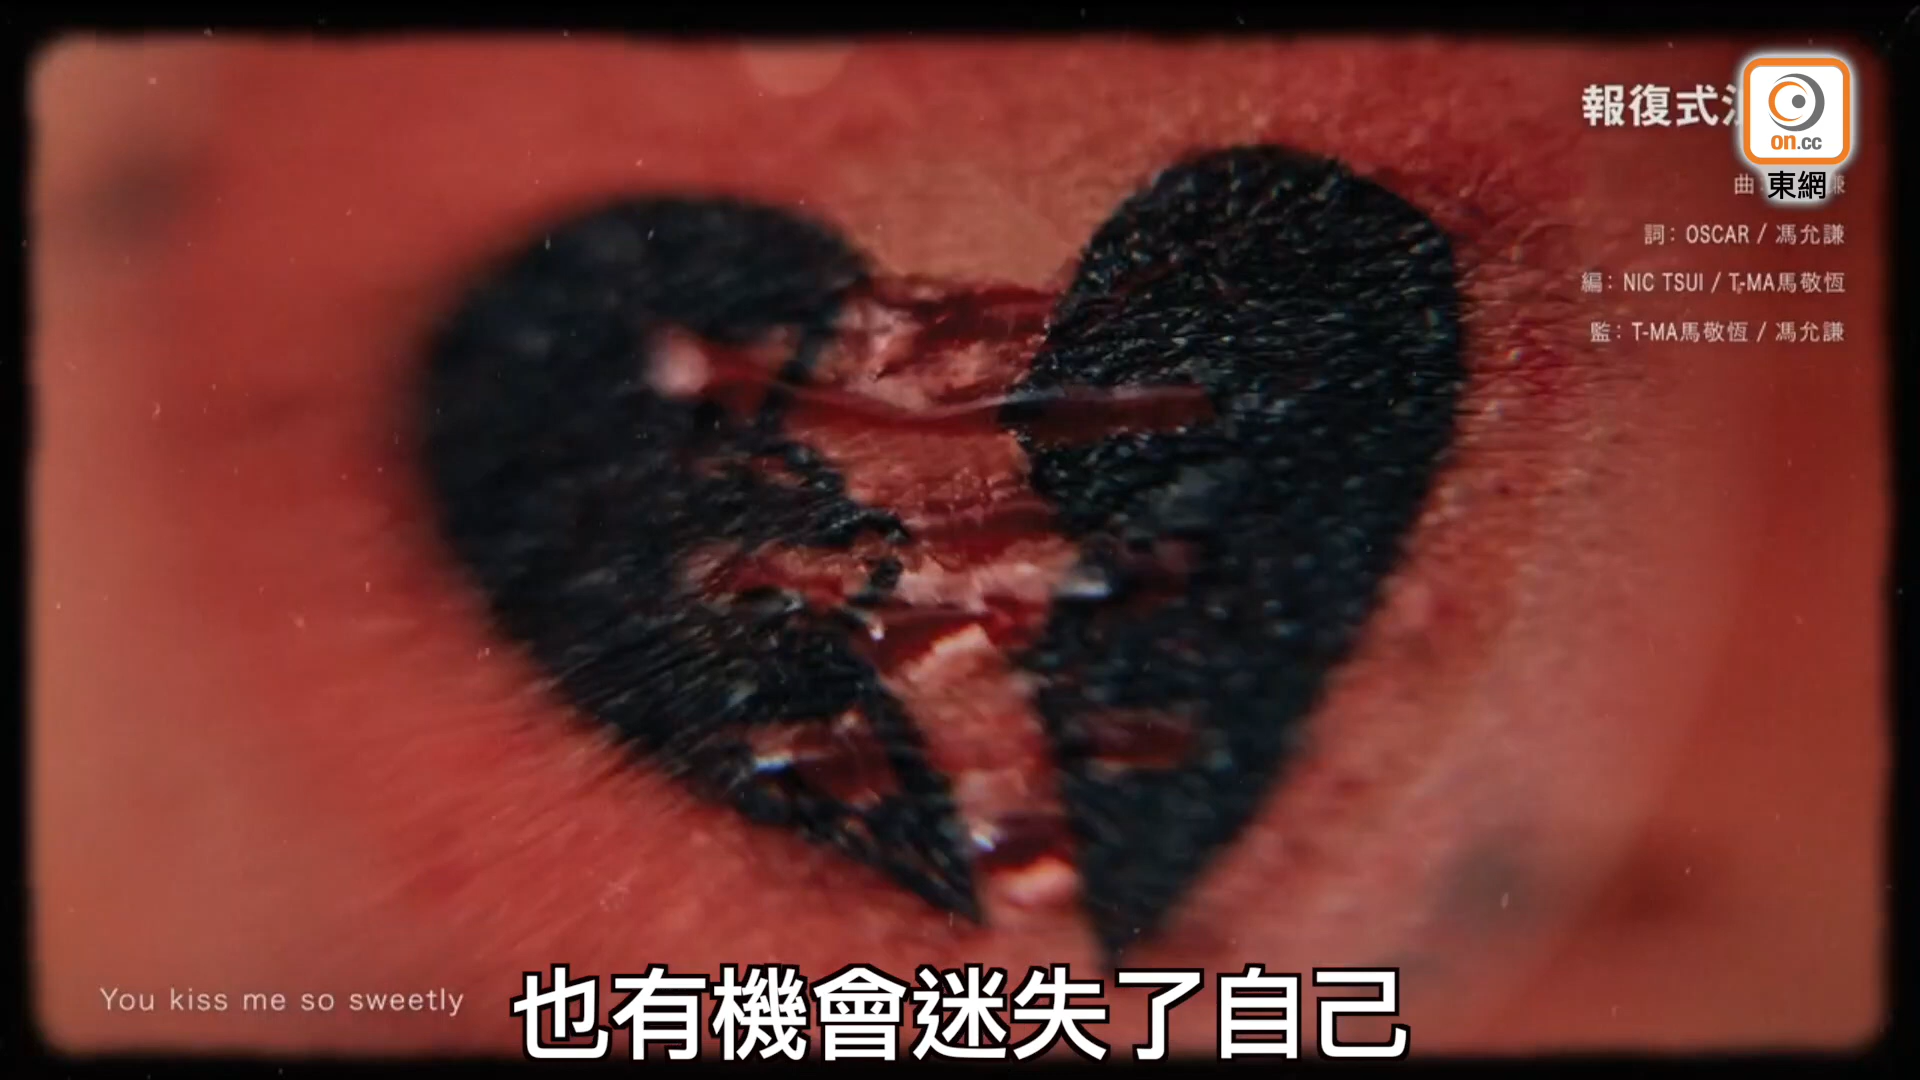 報復式
on.cc
東網
曲
詞：OSCAR / 馮允謙
編：NIC TSUI / T-MA馬敬恆
監：T-MA馬敬恆 / 馮允謙
You kiss me so sweetly
也有機會迷失了自己